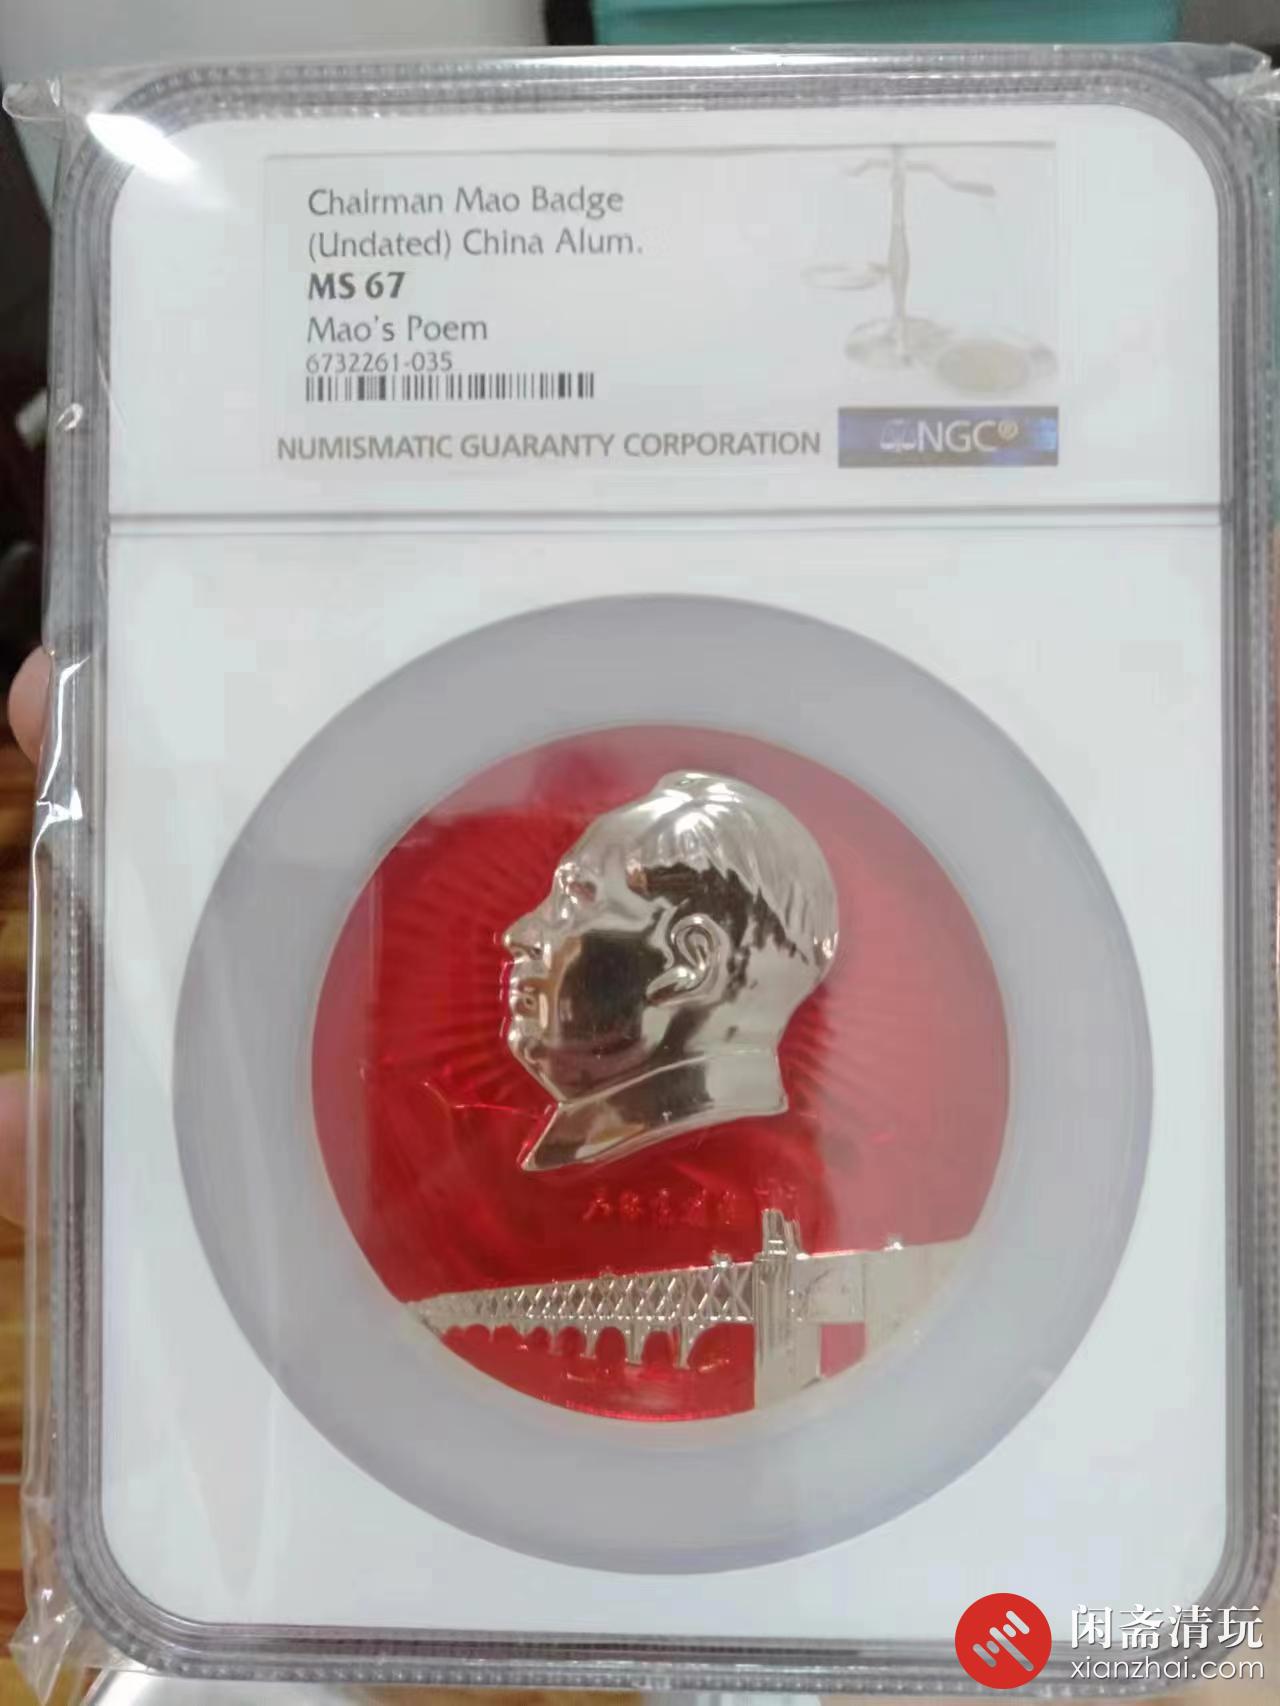 Chairman Mao Badge
(Undated) China Alum.
MS 67
Mao's Poem
6732261-035
NUMISMATIC GUARANTY CORPORATION
NGC®
闲斋清玩
xianzhai.com